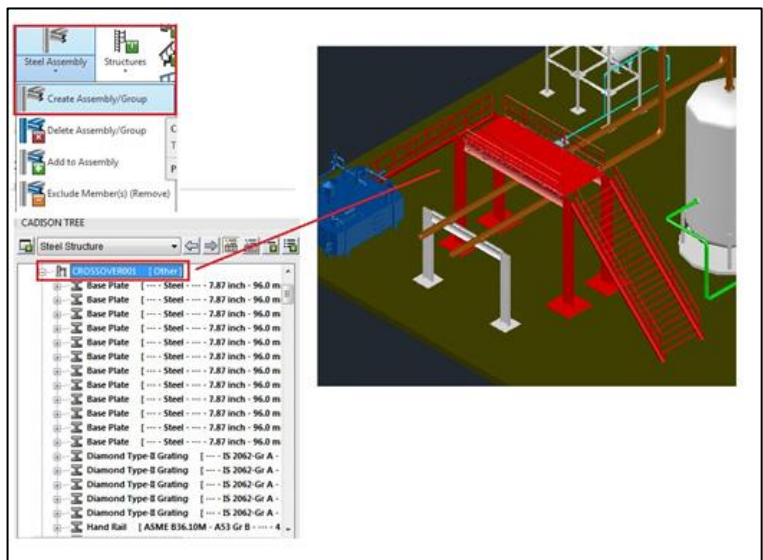 Steel Assembly
Structures
Create Assembly/Group
Delete Assembly/Group
C
T
Add to Assembly
P
Exclude Member(s) (Remove)
CADISON TREE
Steel Structure
CROSSOVER001 [ Other ]
Base Plate [ --- - Steel - --- - 7.87 inch - 96.0 m
Base Plate [ --- - Steel - --- - 7.87 inch - 96.0 m
Base Plate [ --- - Steel - --- - 7.87 inch - 96.0 m
Base Plate [ --- - Steel - --- - 7.87 inch - 96.0 m
Base Plate [ --- - Steel - --- - 7.87 inch - 96.0 m
Base Plate [ --- - Steel - --- - 7.87 inch - 96.0 m
Base Plate [ --- - Steel - --- - 7.87 inch - 96.0 m
Base Plate [ --- - Steel - --- - 7.87 inch - 96.0 m
Base Plate [ --- - Steel - --- - 7.87 inch - 96.0 m
Base Plate [ --- - Steel - --- - 7.87 inch - 96.0 m
Base Plate [ --- - Steel - --- - 7.87 inch - 96.0 m
Base Plate [ --- - Steel - --- - 7.87 inch - 96.0 m
Diamond Type-II Grating [ --- - IS 2062-Gr A -
Diamond Type-II Grating [ --- - IS 2062-Gr A -
Diamond Type-II Grating [ --- - IS 2062-Gr A -
Diamond Type-II Grating [ --- - IS 2062-Gr A -
Hand Rail [ ASME B36.10M - A53 Gr B - --- - 4